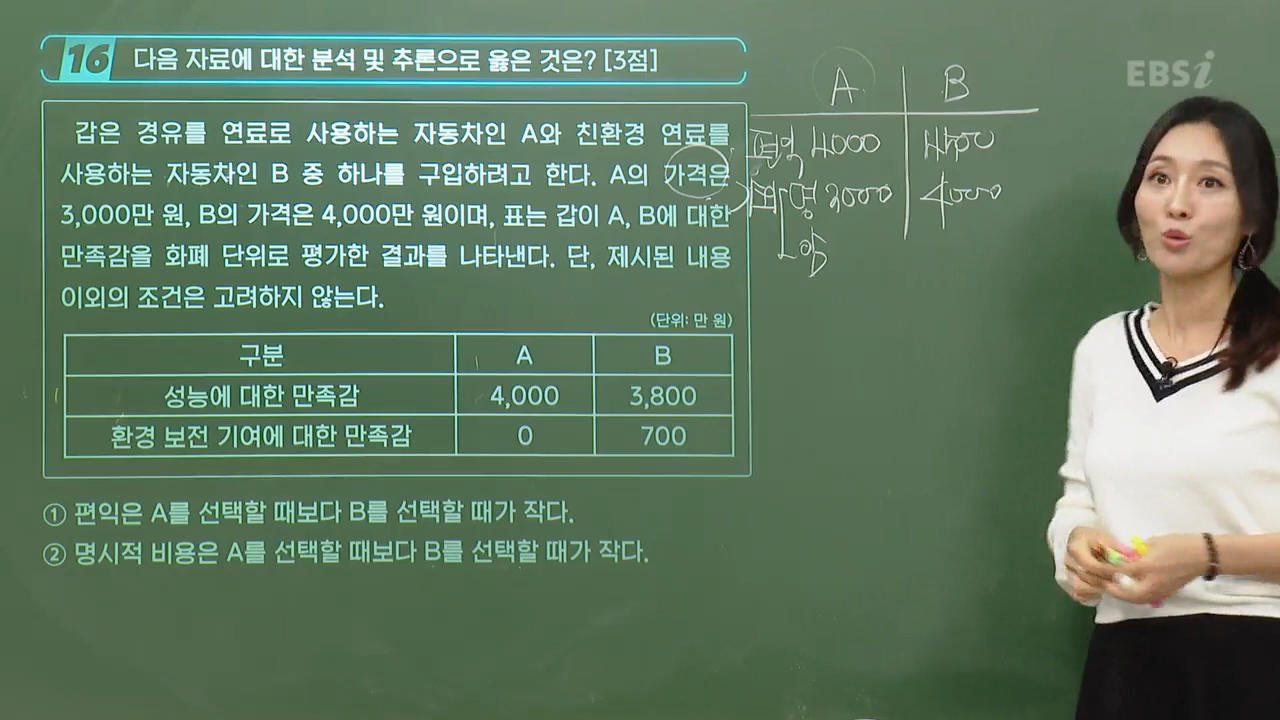 16 다음 자료에 대한 분석 및 추론으로 옳은 것은? [3점]
EBSi
갑은 경유를 연료로 사용하는 자동차인 A와 친환경 연료를
사용하는 자동차인 B 중 하나를 구입하려고 한다. A의 가격은
3,000만 원, B의 가격은 4,000만 원이며, 표는 갑이 A, B에 대한
만족감을 화폐 단위로 평가한 결과를 나타낸다. 단, 제시된 내용
이외의 조건은 고려하지 않는다.
(단위: 만 원)
구분 A B
성능에 대한 만족감 4,000 3,800
환경 보전 기여에 대한 만족감 0 700
① 편익은 A를 선택할 때보다 B를 선택할 때가 작다.
② 명시적 비용은 A를 선택할 때보다 B를 선택할 때가 작다.
A B
편익 4000 4500
명 3000 4000
암